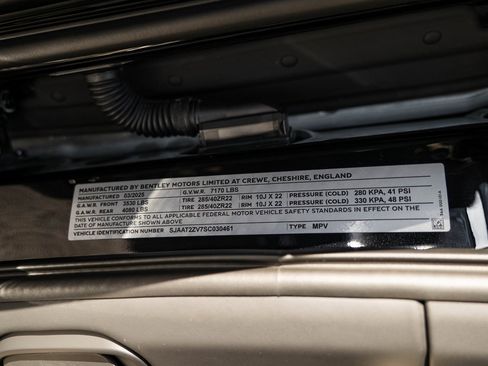 MANUFACTURED BY BENTLEY MOTORS LIMITED AT CREWE, CHESHIRE, ENGLAND
MANUFACTURED 03/2025 G.V.W.R. 7170 LBS
G.A.W.R. FRONT 3530 LBS TIRE 285/40ZR22 RIM 10J X 22 PRESSURE (COLD) 280 KPA, 41 PSI
G.A.W.R. REAR 4080 LBS TIRE 285/40ZR22 RIM 10J X 22 PRESSURE (COLD) 330 KPA, 48 PSI
THIS VEHICLE CONFORMS TO ALL APPLICABLE FEDERAL MOTOR VEHICLE SAFETY STANDARDS IN EFFECT ON THE
DATE OF MANUFACTURE SHOWN ABOVE
VEHICLE IDENTIFICATION NUMBER SJAAT2ZV7SC030461 TYPE MPV